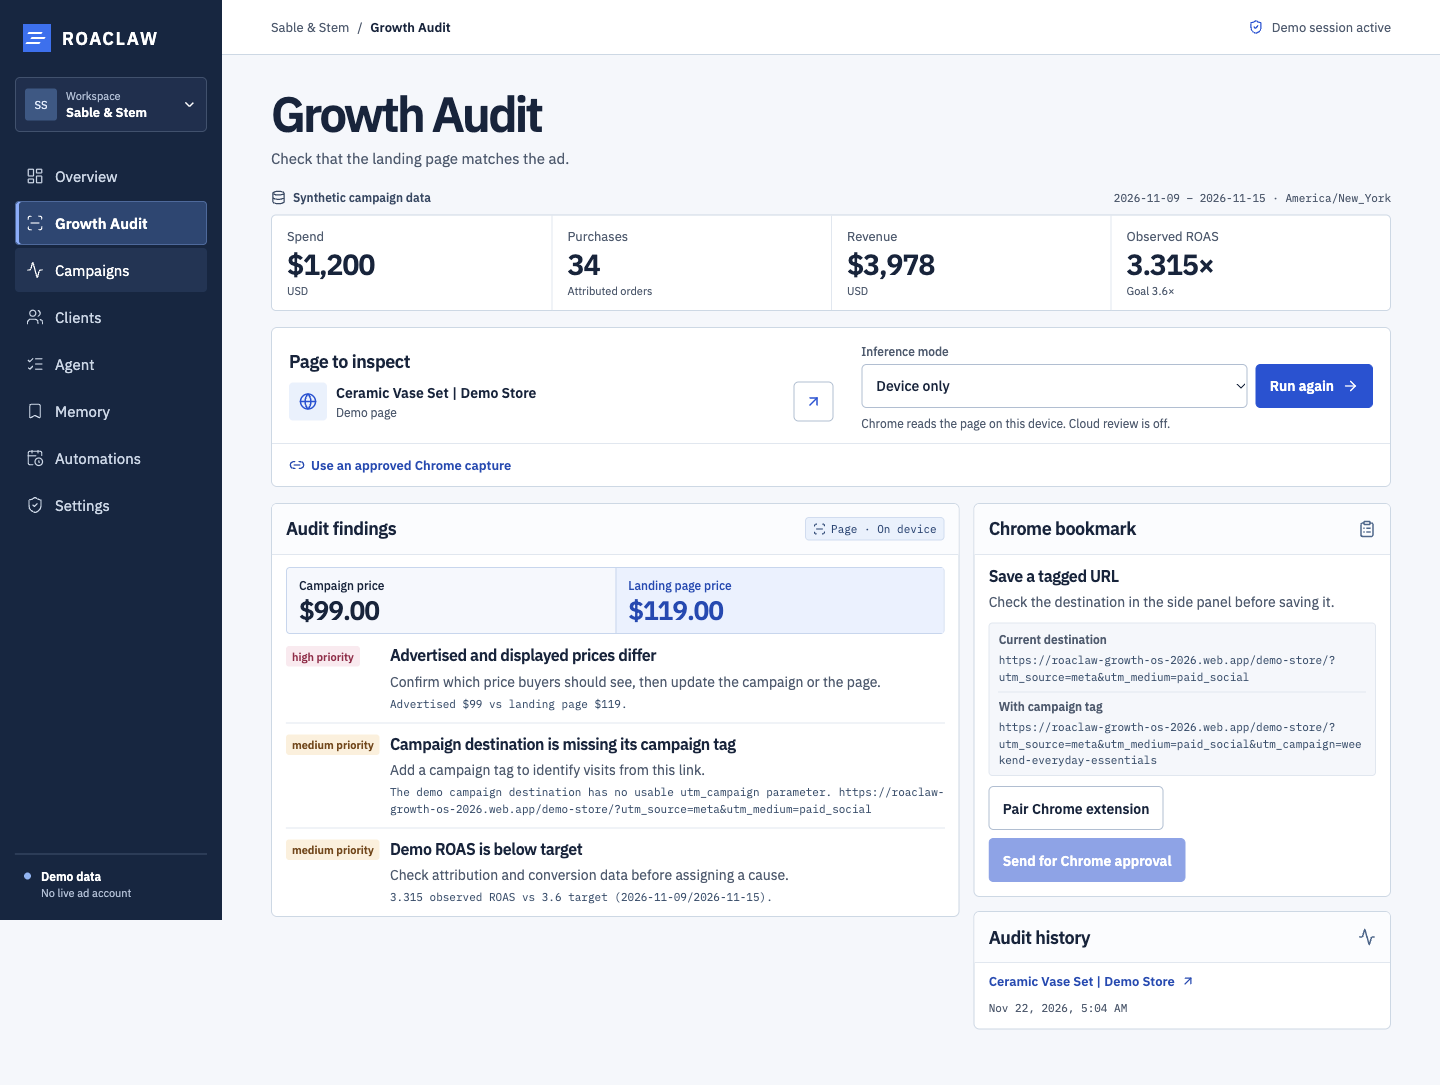 ROACLAW
SS
Workspace
Sable & Stem
Overview
Growth Audit
Campaigns
Clients
Agent
Memory
Automations
Settings
Demo data
No live ad account
Sable & Stem / Growth Audit
Demo session active
Growth Audit
Check that the landing page matches the ad.
Synthetic campaign data
2026-11-09 – 2026-11-15 · America/New_York
Spend
$1,200
USD
Purchases
34
Attributed orders
Revenue
$3,978
USD
Observed ROAS
3.315×
Goal 3.6×
Page to inspect
Ceramic Vase Set | Demo Store
Demo page
Inference mode
Device only
Run again
Chrome reads the page on this device. Cloud review is off.
Use an approved Chrome capture
Audit findings
Page · On device
Campaign price
$99.00
Landing page price
$119.00
high priority
Advertised and displayed prices differ
Confirm which price buyers should see, then update the campaign or the page.
Advertised $99 vs landing page $119.
medium priority
Campaign destination is missing its campaign tag
Add a campaign tag to identify visits from this link.
The demo campaign destination has no usable utm_campaign parameter. https://roaclaw-
growth-os-2026.web.app/demo-store/?utm_source=meta&utm_medium=paid_social
medium priority
Demo ROAS is below target
Check attribution and conversion data before assigning a cause.
3.315 observed ROAS vs 3.6 target (2026-11-09/2026-11-15).
Chrome bookmark
Save a tagged URL
Check the destination in the side panel before saving it.
Current destination
https://roaclaw-growth-os-2026.web.app/demo-store/?
utm_source=meta&utm_medium=paid_social
With campaign tag
https://roaclaw-growth-os-2026.web.app/demo-store/?
utm_source=meta&utm_medium=paid_social&utm_campaign=wee
kend-everyday-essentials
Pair Chrome extension
Send for Chrome approval
Audit history
Ceramic Vase Set | Demo Store
Nov 22, 2026, 5:04 AM